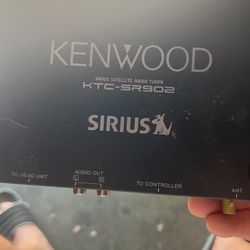 KENWOOD
SIRIUS SATELLITE RADIO TUNER
KTC-SR902
SIRIUS
TO HEAD UNIT
AUDIO OUT
L
R
TO CONTROLLER
ANT